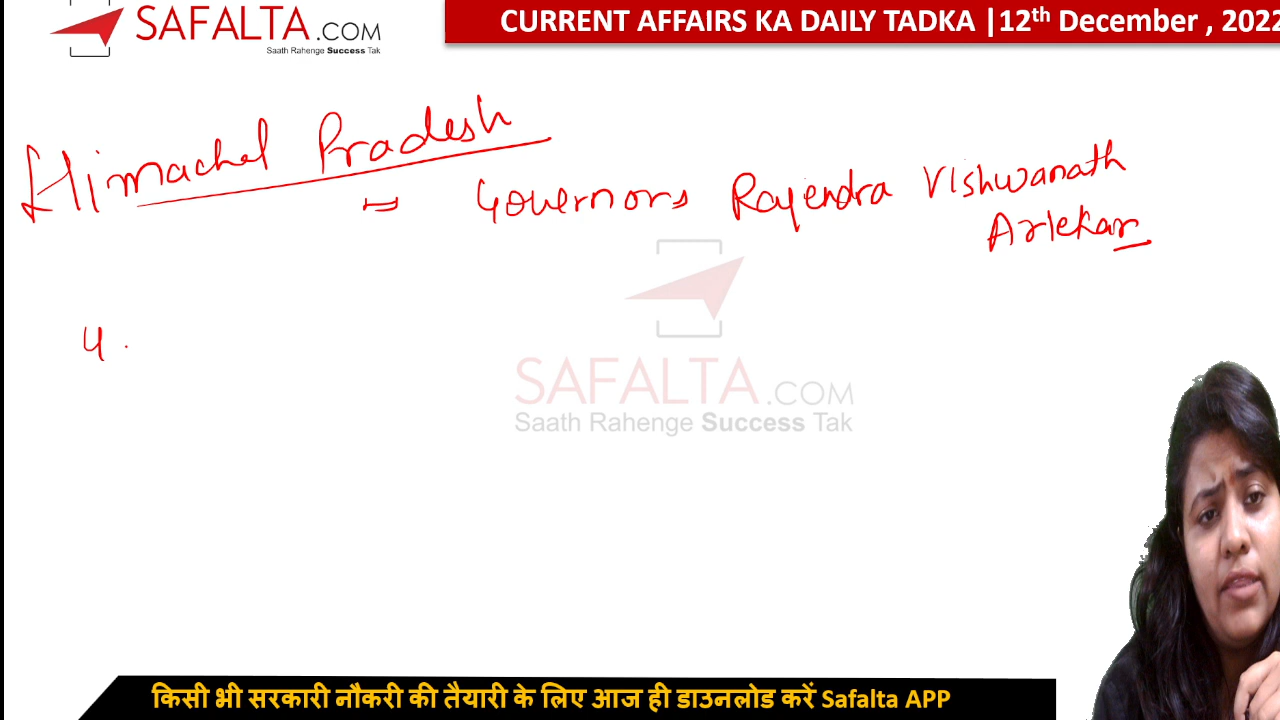 SAFALTA.COM
Saath Rahenge Success Tak
CURRENT AFFAIRS KA DAILY TADKA |12th December , 2022
Himachal Pradesh
=> Governors Rajendra Vishwanath
Arlekar
4.
SAFALTA.COM
Saath Rahenge Success Tak
किसी भी सरकारी नौकरी की तैयारी के लिए आज ही डाउनलोड करें Safalta APP